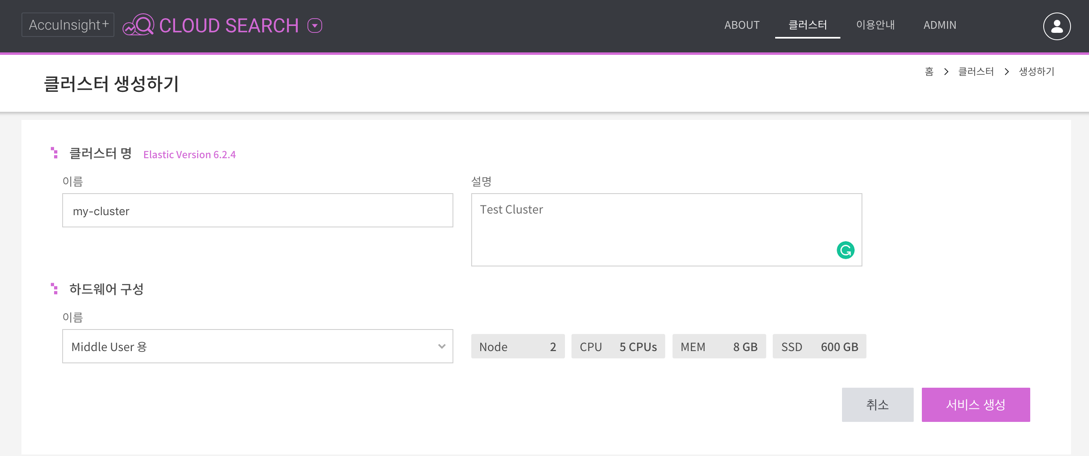 AccuInsight+ CLOUD SEARCH ABOUT 클러스터 이용안내 ADMIN
클러스터 생성하기 홈 클러스터 생성하기
클러스터 명 Elastic Version 6.2.4
이름 설명
my-cluster Test Cluster
하드웨어 구성
이름
Middle User 용 Node 2 CPU 5 CPUs MEM 8 GB SSD 600 GB
취소 서비스 생성